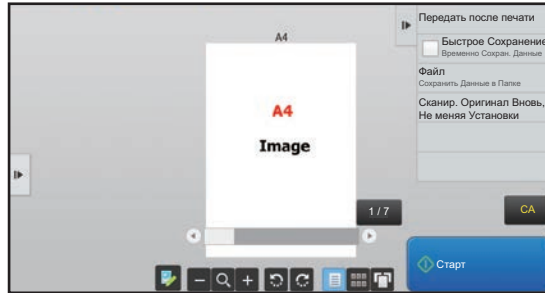 A4
A4
Image
1 / 7
Передать после печати
Быстрое Сохранение
Временно Сохран. Данные
Файл
Сохранить Данные в Папке
Сканир. Оригинал Вновь,
Не меняя Установки
CA
Старт